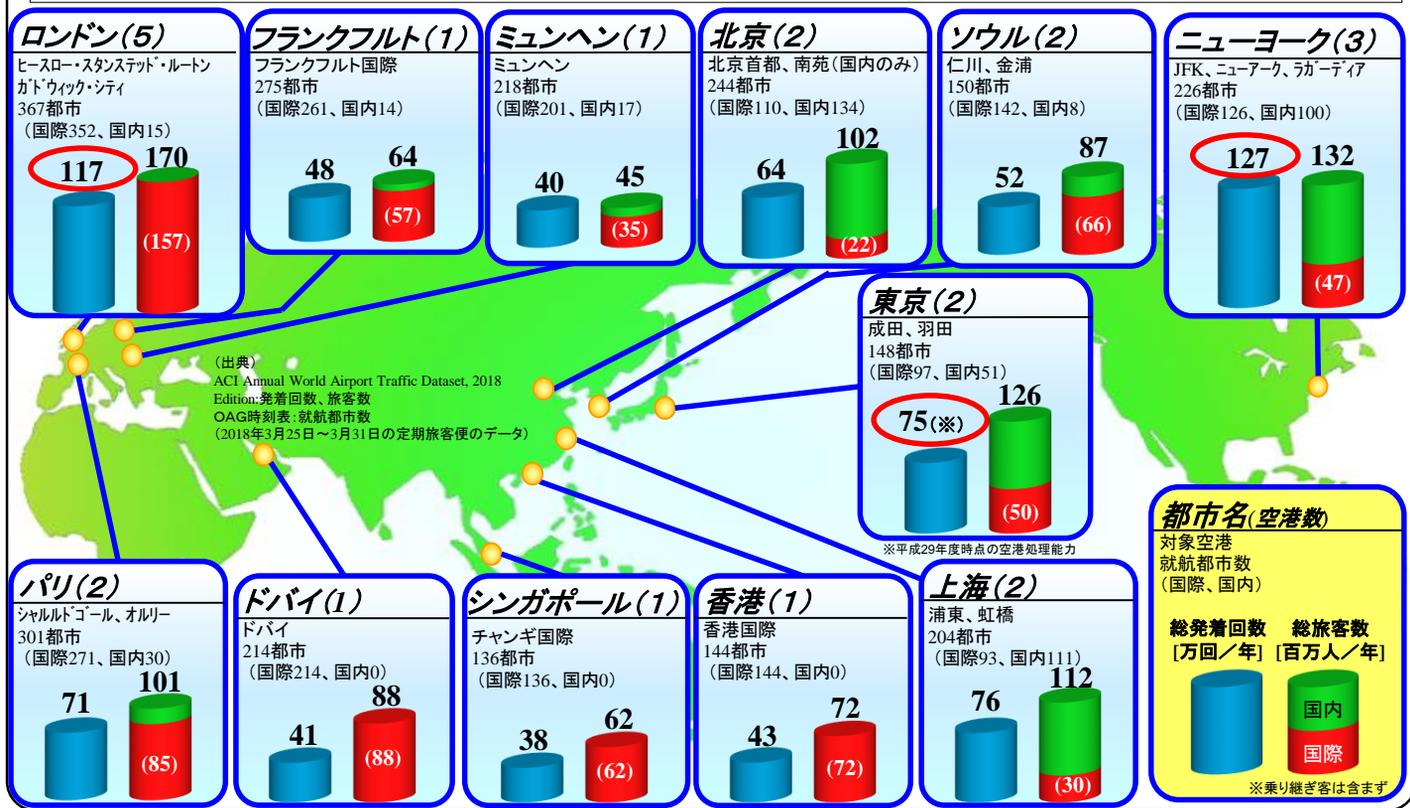 ロンドン(5)
ヒースロー・スタンステッド・ルートン
ガドウィック・シティ
367都市
(国際352、国内15)
117
170
(157)
フランクフルト(1)
フランクフルト国際
275都市
(国際261、国内14)
48
64
(57)
ミュンヘン(1)
ミュンヘン
218都市
(国際201、国内17)
40
45
(35)
北京(2)
北京首都、南苑(国内のみ)
244都市
(国際110、国内134)
64
102
(22)
ソウル(2)
仁川、金浦
150都市
(国際142、国内8)
52
87
(66)
ニューヨーク(3)
JFK、ニューアーク、ラガーディア
226都市
(国際126、国内100)
127
132
(47)
東京(2)
成田、羽田
148都市
(国際97、国内51)
75(※)
126
(50)
※平成29年度時点の空港処理能力
(出典)
ACI Annual World Airport Traffic Dataset, 2018
Edition:発着回数、旅客数
OAG時刻表:就航都市数
(2018年3月25日~3月31日の定期旅客便のデータ)
パリ(2)
シャルルドゴール、オルリー
301都市
(国際271、国内30)
71
101
(85)
ドバイ(1)
ドバイ
214都市
(国際214、国内0)
41
88
(88)
シンガポール(1)
チャンギ国際
136都市
(国際136、国内0)
38
62
(62)
香港(1)
香港国際
144都市
(国際144、国内0)
43
72
(72)
上海(2)
浦東、虹橋
204都市
(国際93、国内111)
76
112
(30)
都市名(空港数)
対象空港
就航都市数
(国際、国内)
総発着回数 総旅客数
[万回/年] [百万人/年]
国内
国際
※乗り継ぎ客は含まず